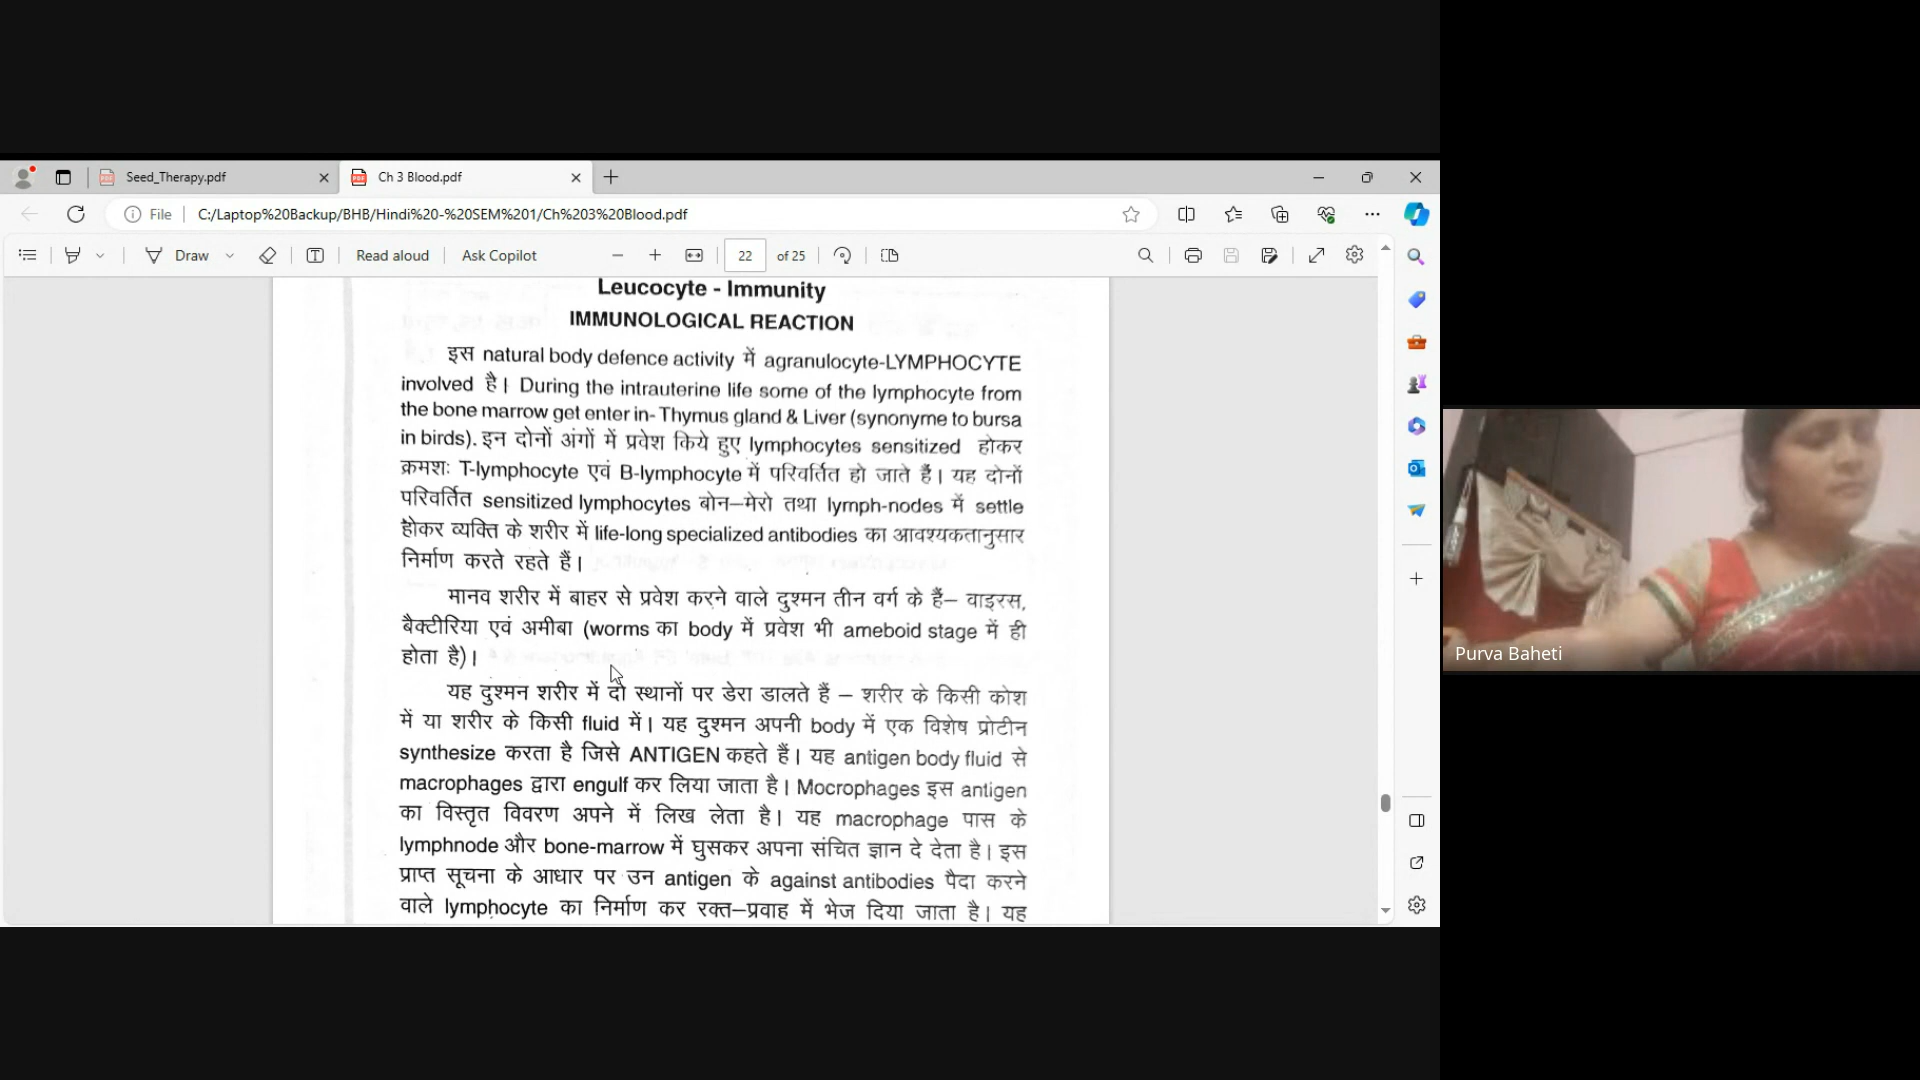 Seed_Therapy.pdf
Ch 3 Blood.pdf
File
C:/Laptop%20Backup/BHB/Hindi%20-%20SEM%201/Ch%203%20Blood.pdf
Draw
Read aloud
Ask Copilot
22
of 25
Leucocyte - Immunity
IMMUNOLOGICAL REACTION
इस natural body defence activity में agranulocyte-LYMPHOCYTE
involved है। During the intrauterine life some of the lymphocyte from
the bone marrow get enter in- Thymus gland & Liver (synonyme to bursa
in birds). इन दोनों अंगों में प्रवेश किये हुए lymphocytes sensitized होकर
क्रमशः T-lymphocyte एवं B-lymphocyte में परिवर्तित हो जाते हैं। यह दोनों
परिवर्तित sensitized lymphocytes बोन–मेरो तथा lymph-nodes में settle
होकर व्यक्ति के शरीर में life-long specialized antibodies का आवश्यकतानुसार
निर्माण करते रहते हैं।
मानव शरीर में बाहर से प्रवेश करने वाले दुश्मन तीन वर्ग के हैं– वाइरस,
बैक्टीरिया एवं अमीबा (worms का body में प्रवेश भी ameboid stage में ही
होता है)।
यह दुश्मन शरीर में दो स्थानों पर डेरा डालते हैं – शरीर के किसी कोश
में या शरीर के किसी fluid में। यह दुश्मन अपनी body में एक विशेष प्रोटीन
synthesize करता है जिसे ANTIGEN कहते हैं। यह antigen body fluid से
macrophages द्वारा engulf कर लिया जाता है। Mocrophages इस antigen
का विस्तृत विवरण अपने में लिख लेता है। यह macrophage पास के
lymphnode और bone-marrow में घुसकर अपना संचित ज्ञान दे देता है। इस
प्राप्त सूचना के आधार पर उन antigen के against antibodies पैदा करने
वाले lymphocyte का निर्माण कर रक्त–प्रवाह में भेज दिया जाता है। यह
Purva Baheti